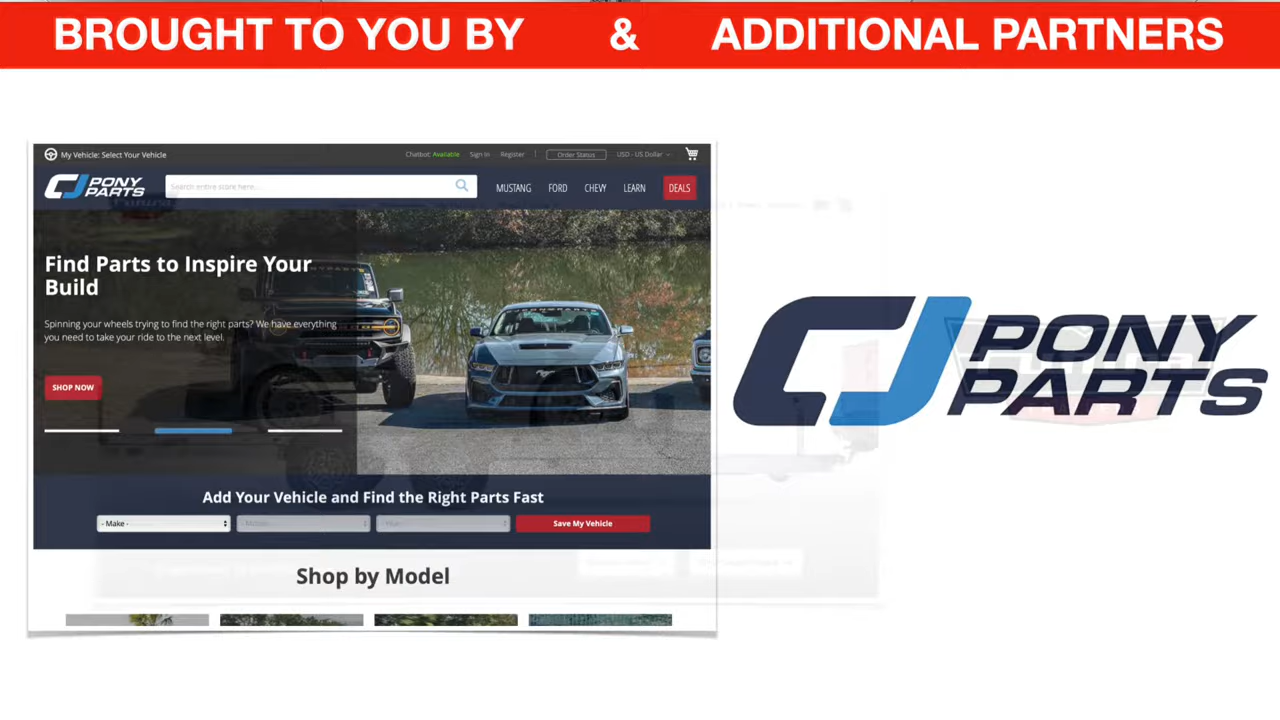 BROUGHT TO YOU BY & ADDITIONAL PARTNERS
My Vehicle: Select Your Vehicle
Chatbot: Available Sign In Register Order Status USD - US Dollar
CJ PONY PARTS
Search entire store here...
MUSTANG FORD CHEVY LEARN DEALS
Find Parts to Inspire Your
Build
Spinning your wheels trying to find the right parts? We have everything
you need to take your ride to the next level.
SHOP NOW
CJ PONY
PARTS
Add Your Vehicle and Find the Right Parts Fast
- Make -
Save My Vehicle
Shop by Model